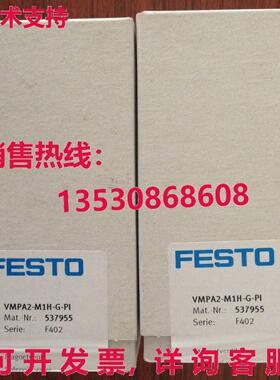 术支持
销售热线:
13530868608
FESTO
VMPA2-M1H-G-PI
Mat.-Nr.: 537955
Serie: F402
FESTO
VMPA2-M1H-G-PI
Mat.-Nr.: 537955
Serie: F402
可开发票,详询客服